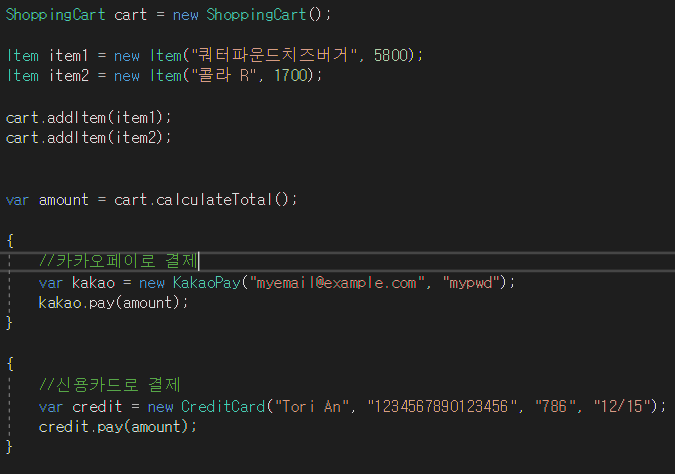 ShoppingCart cart = new ShoppingCart();
Item item1 = new Item("쿼터파운드치즈버거", 5800);
Item item2 = new Item("콜라 R", 1700);
cart.addItem(item1);
cart.addItem(item2);
var amount = cart.calculateTotal();
{
//카카오페이로 결제
var kakao = new KakaoPay("myemail@example.com", "mypwd");
kakao.pay(amount);
}
{
//신용카드로 결제
var credit = new CreditCard("Tori An", "1234567890123456", "786", "12/15");
credit.pay(amount);
}